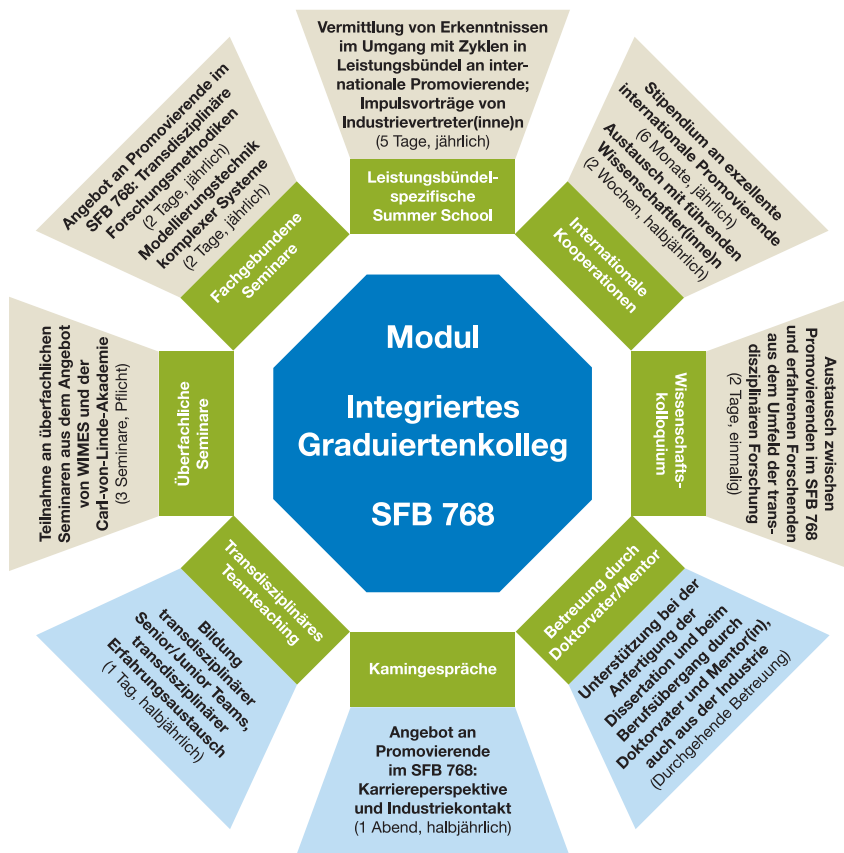 Modul
Integriertes
Graduiertenkolleg
SFB 768
Vermittlung von Erkenntnissen
im Umgang mit Zyklen in
Leistungsbündel an inter-
nationale Promovierende;
Impulsvorträge von
Industrievertreter(inne)n
(5 Tage, jährlich)
Leistungsbündel-
spezifische
Summer School
Stipendium an exzellente
internationale Promovierende
(6 Monate, jährlich)
Austausch mit führenden
Wissenschaftler(inne)n
(2 Wochen, halbjährlich)
Internationale
Kooperationen
Austausch zwischen
Promovierenden im SFB 768
und erfahrenen Forschenden
aus dem Umfeld der trans-
disziplinären Forschung
(2 Tage, einmalig)
Wissenschafts-
kolloquium
Betreuung durch
Doktorvater/Mentor
Unterstützung bei der
Anfertigung der
Dissertation und beim
Berufsübergang durch
Doktorvater und Mentor(in),
auch aus der Industrie
(Durchgehende Betreuung)
Kamingespräche
Angebot an
Promovierende
im SFB 768:
Karriereperspektive
und Industriekontakt
(1 Abend, halbjährlich)
Transdisziplinäres
Teamteaching
Bildung
transdisziplinärer
Senior/Junior Teams,
transdisziplinärer
Erfahrungsaustausch
(1 Tag, halbjährlich)
Teilnahme an überfachlichen
Seminaren aus dem Angebot
von WIMES und der
Carl-von-Linde-Akademie
(3 Seminare, Pflicht)
Überfachliche
Seminare
Angebot an Promovierende im
SFB 768: Transdisziplinäre
Forschungsmethodiken
(2 Tage, jährlich)
Modellierungstechnik
komplexer Systeme
(2 Tage, jährlich)
Fachgebundene
Seminare